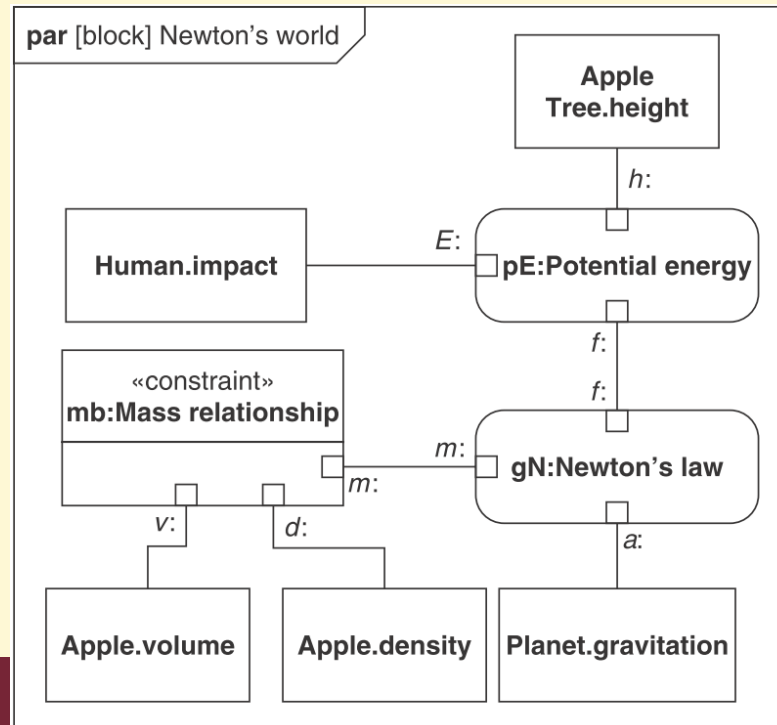 par [block] Newton's world
Apple
Tree.height
h:
Human.impact
E:
pE:Potential energy
f:
«constraint»
mb:Mass relationship
f:
m:
m:
gN:Newton's law
v:
d:
a:
Apple.volume
Apple.density
Planet.gravitation